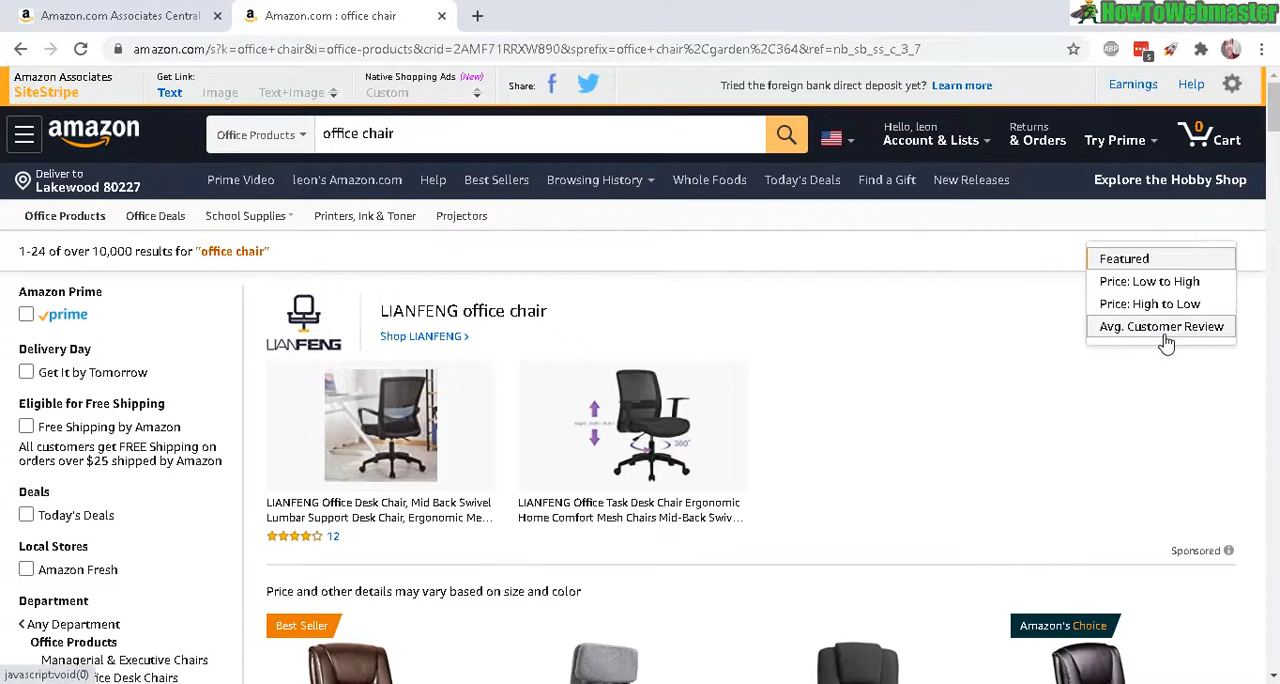 Amazon.com Associates Central
Amazon.com : office chair
HowToWebmaster
amazon.com/s?k=office+chair&i=office-products&crid=2AMF71RRXW890&sprefix=office+chair%2Cgarden%2C364&ref=nb_sb_ss_c_3_7
ABP
5
Amazon Associates
SiteStripe
Get Link:
Text Image Text+Image
Native Shopping Ads (New)
Custom
Share:
Tried the foreign bank direct deposit yet? Learn more
Earnings
Help
amazon
Office Products
office chair
Hello, leon
Account & Lists
Returns
& Orders
Try Prime
0
Cart
Deliver to
Lakewood 80227
Prime Video
leon's Amazon.com
Help
Best Sellers
Browsing History
Whole Foods
Today's Deals
Find a Gift
New Releases
Explore the Hobby Shop
Office Products
Office Deals
School Supplies
Printers, Ink & Toner
Projectors
1-24 of over 10,000 results for "office chair"
Featured
Price: Low to High
Price: High to Low
Avg. Customer Review
Amazon Prime
prime
Delivery Day
Get It by Tomorrow
Eligible for Free Shipping
Free Shipping by Amazon
All customers get FREE Shipping on
orders over $25 shipped by Amazon
Deals
Today's Deals
Local Stores
Amazon Fresh
Department
Any Department
Office Products
Managerial & Executive Chairs
Desk Chairs
javascript:void(0)
LIANFENG
LIANFENG office chair
Shop LIANFENG ›
360°
LIANFENG Office Desk Chair, Mid Back Swivel
Lumbar Support Desk Chair, Ergonomic Me...
12
LIANFENG Office Task Desk Chair Ergonomic
Home Comfort Mesh Chairs Mid-Back Swiv...
Sponsored
Price and other details may vary based on size and color
Best Seller
Amazon's Choice